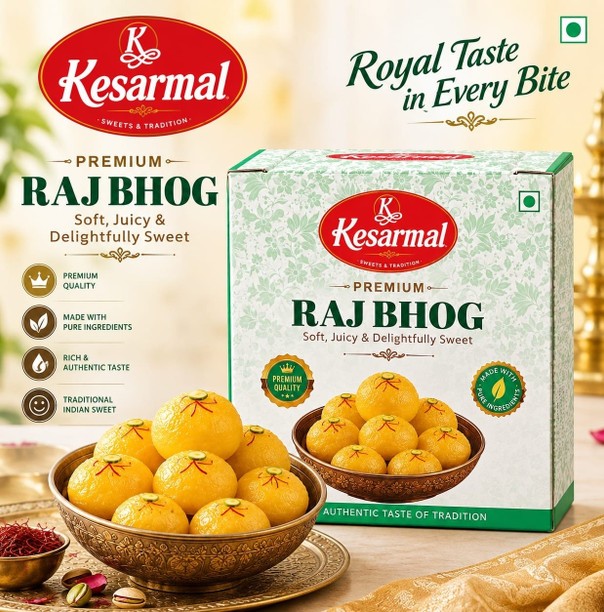 K
Kesarmal
SWEETS & TRADITION
Royal Taste
in Every Bite
PREMIUM
RAJ BHOG
Soft, Juicy &
Delightfully Sweet
PREMIUM
QUALITY
MADE WITH
PURE INGREDIENTS
RICH &
AUTHENTIC TASTE
TRADITIONAL
INDIAN SWEET
K
Kesarmal
SWEETS & TRADITION
PREMIUM
RAJ BHOG
Soft, Juicy & Delightfully Sweet
PREMIUM
QUALITY
MADE WITH
PURE INGREDIENTS
AUTHENTIC TASTE OF TRADITION